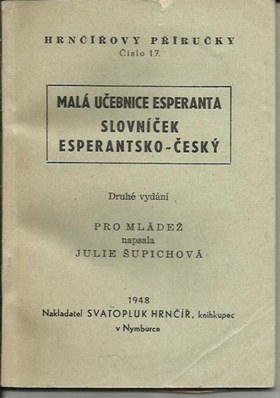 HRNČÍŘOVY PŘÍRUČKY
Číslo 17.
MALÁ UČEBNICE ESPERANTA
SLOVNÍČEK
ESPERANTSKO-ČESKÝ
Druhé vydání
PRO MLÁDEŽ
napsala
JULIE ŠUPICHOVÁ
1948
Nakladatel SVATOPLUK HRNČÍŘ, knihkupec
v Nymburce